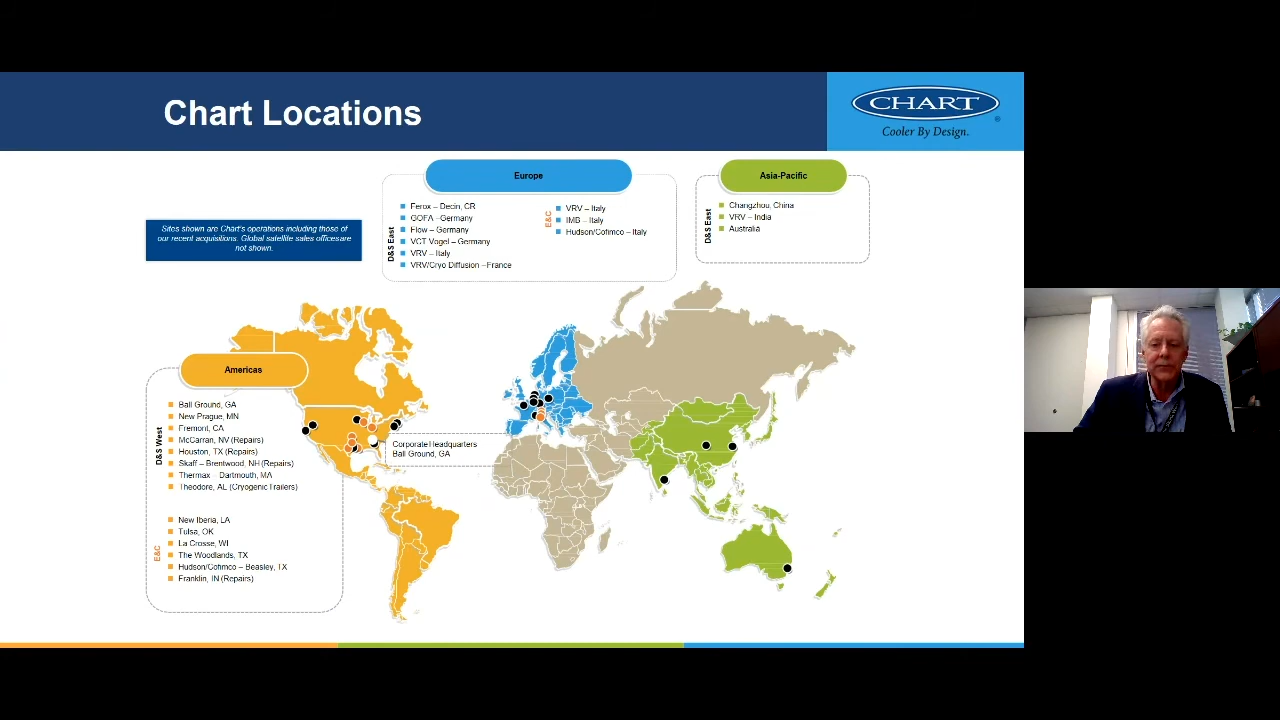 Chart Locations
CHART
®
Cooler By Design.
Sites shown are Chart's operations including those of
our recent acquisitions. Global satellite sales officesare
not shown.
Europe
D&S East
Ferox – Decin, CR
GOFA –Germany
Flow – Germany
VCT Vogel – Germany
VRV – Italy
VRV/Cryo Diffusion –France
E&C
VRV – Italy
IMB – Italy
Hudson/Cofimco – Italy
Asia-Pacific
D&S East
Changzhou, China
VRV – India
Australia
Americas
D&S West
Ball Ground, GA
New Prague, MN
Fremont, CA
McCarran, NV (Repairs)
Houston, TX (Repairs)
Skaff – Brentwood, NH (Repairs)
Thermax – Dartmouth, MA
Theodore, AL (Cryogenic Trailers)
E&C
New Iberia, LA
Tulsa, OK
La Crosse, WI
The Woodlands, TX
Hudson/Cofimco – Beasley, TX
Franklin, IN (Repairs)
Corporate Headquarters
Ball Ground, GA